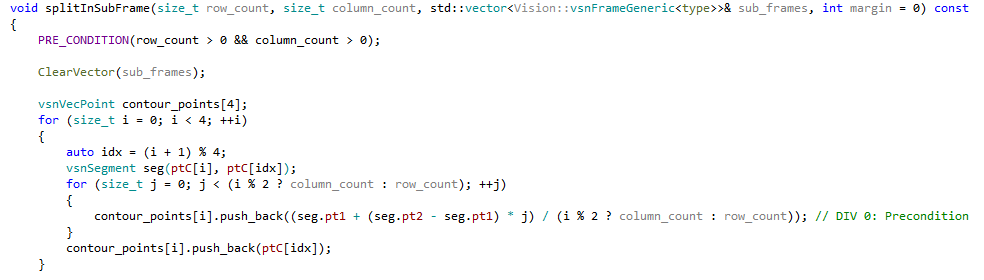 void splitInSubFrame(size_t row_count, size_t column_count, std::vector<Vision::vsnFrameGeneric<type>>& sub_frames, int margin = 0) const
{
    PRE_CONDITION(row_count > 0 && column_count > 0);

    ClearVector(sub_frames);

    vsnVecPoint contour_points[4];
    for (size_t i = 0; i < 4; ++i)
    {
        auto idx = (i + 1) % 4;
        vsnSegment seg(ptC[i], ptC[idx]);
        for (size_t j = 0; j < (i % 2 ? column_count : row_count); ++j)
        {
            contour_points[i].push_back((seg.pt1 + (seg.pt2 - seg.pt1) * j) / (i % 2 ? column_count : row_count)); // DIV 0: Precondition
        }
        contour_points[i].push_back(ptC[idx]);
    }